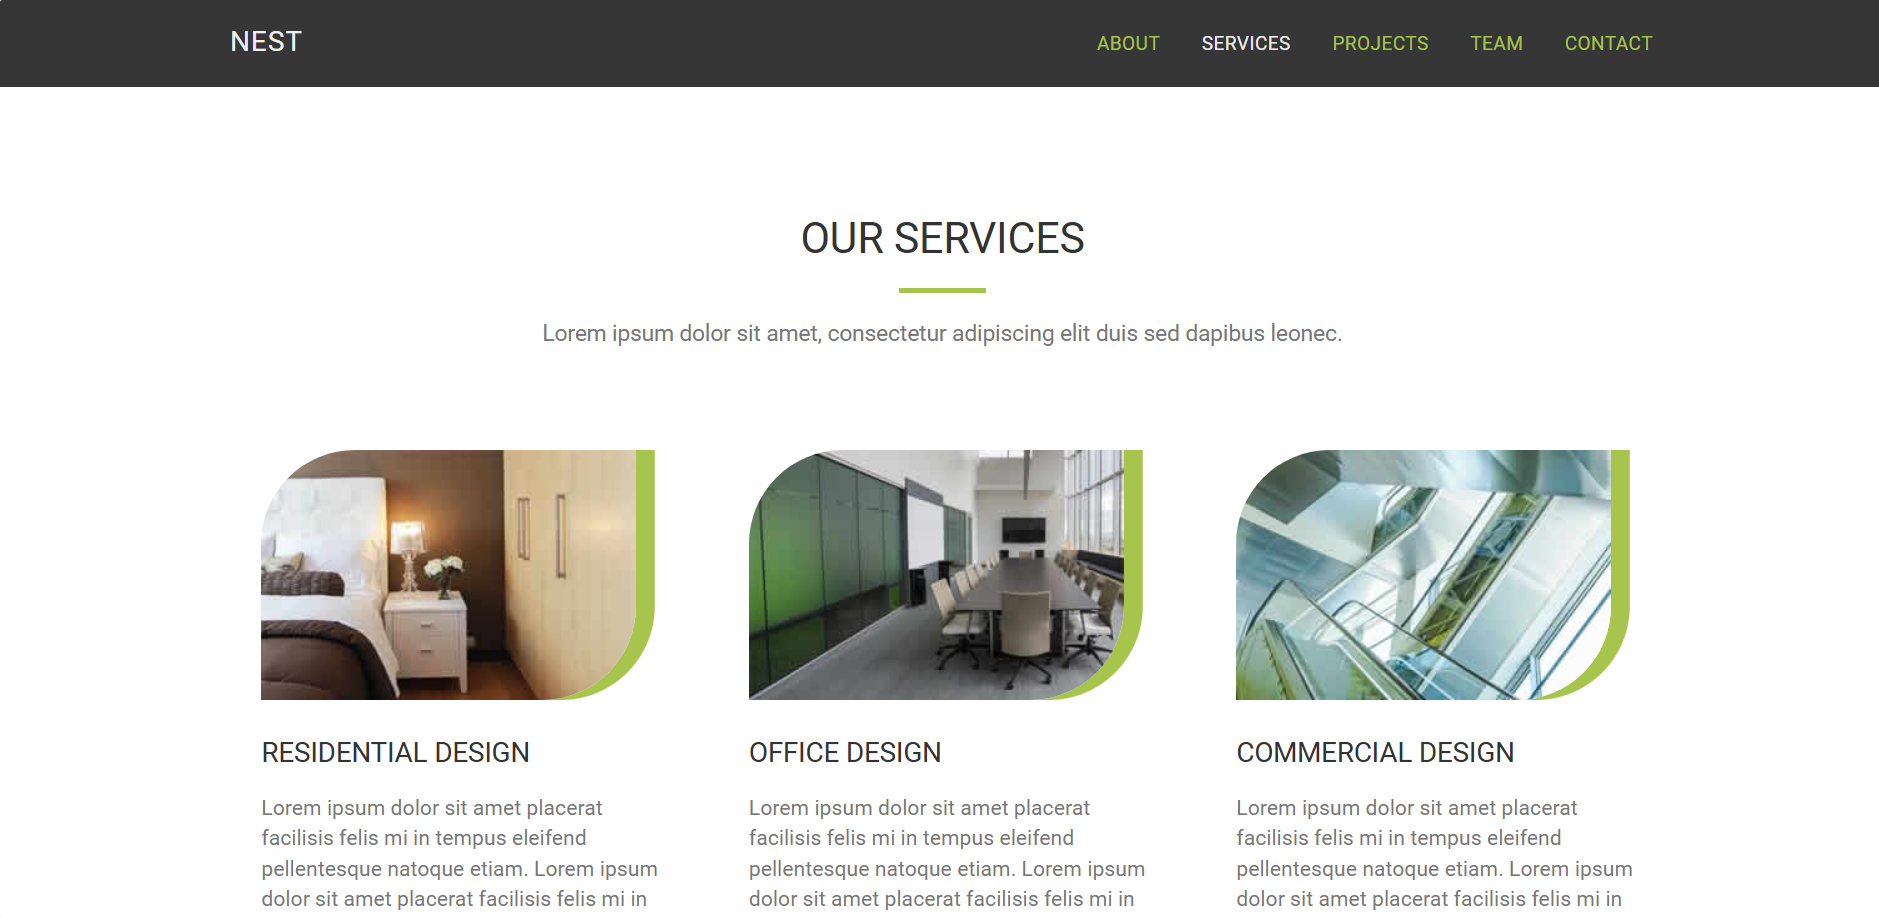 NEST
ABOUT SERVICES PROJECTS TEAM CONTACT
OUR SERVICES
Lorem ipsum dolor sit amet, consectetur adipiscing elit duis sed dapibus leonec.
RESIDENTIAL DESIGN
Lorem ipsum dolor sit amet placerat
facilisis felis mi in tempus eleifend
pellentesque natoque etiam. Lorem ipsum
dolor sit amet placerat facilisis felis mi in
OFFICE DESIGN
Lorem ipsum dolor sit amet placerat
facilisis felis mi in tempus eleifend
pellentesque natoque etiam. Lorem ipsum
dolor sit amet placerat facilisis felis mi in
COMMERCIAL DESIGN
Lorem ipsum dolor sit amet placerat
facilisis felis mi in tempus eleifend
pellentesque natoque etiam. Lorem ipsum
dolor sit amet placerat facilisis felis mi in